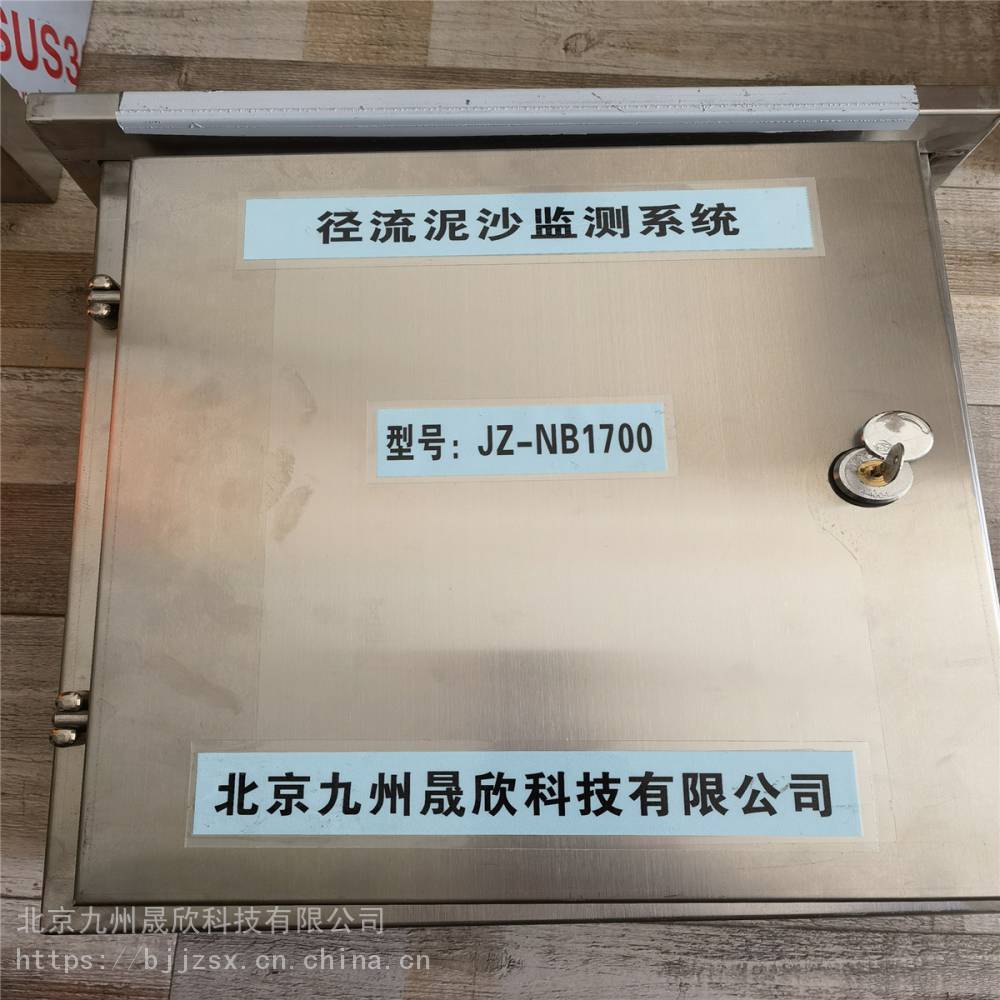 SUS3
径流泥沙监测系统
型号：JZ-NB1700
北京九州晟欣科技有限公司
北京九州晟欣科技有限公司
https://bjjzsx.cn.china.cn